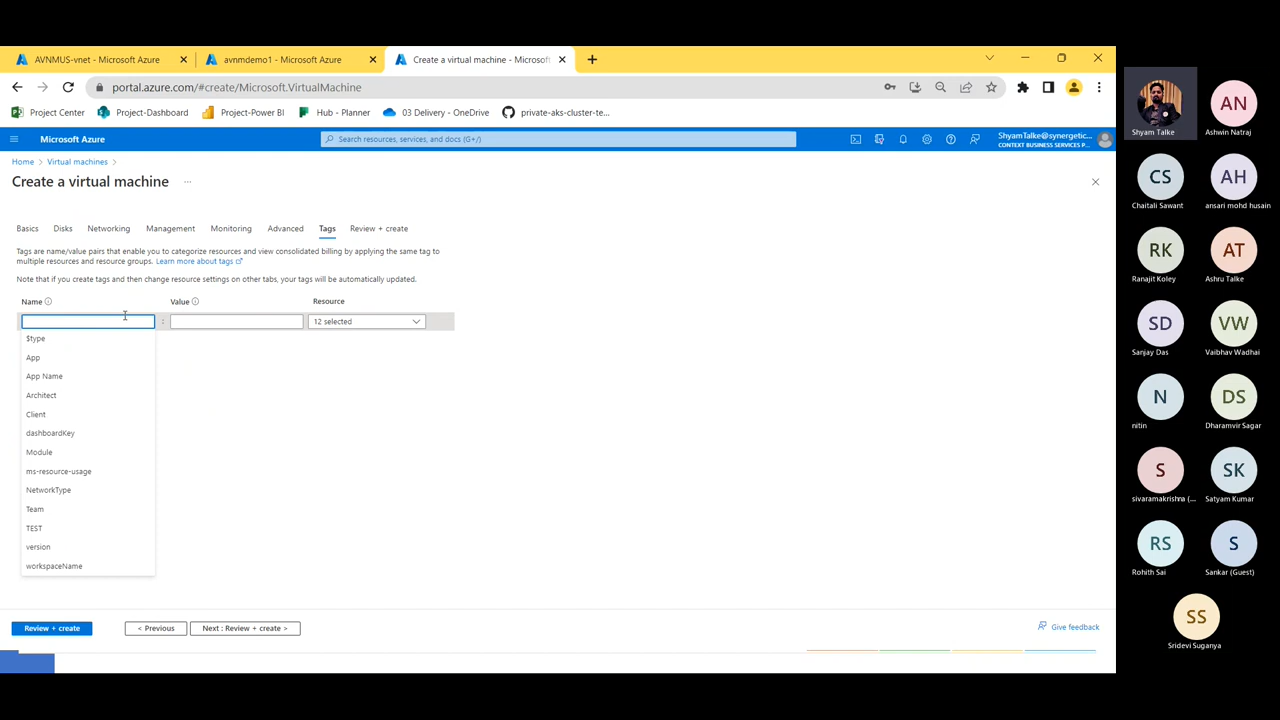 AVNMUS-vnet - Microsoft Azure
avnmdemo1 - Microsoft Azure
Create a virtual machine - Microsof
portal.azure.com/#create/Microsoft.VirtualMachine
Project Center
Project-Dashboard
Project-Power BI
Hub - Planner
03 Delivery - OneDrive
private-aks-cluster-te...
Microsoft Azure
Search resources, services, and docs (G+/)
ShyamTalke@synergetic...
CONTEXT BUSINESS SERVICES P...
Home > Virtual machines >
Create a virtual machine ...
Basics Disks Networking Management Monitoring Advanced Tags Review + create
Tags are name/value pairs that enable you to categorize resources and view consolidated billing by applying the same tag to
multiple resources and resource groups. Learn more about tags
Note that if you create tags and then change resource settings on other tabs, your tags will be automatically updated.
Name Value Resource
: 12 selected
$type
App
App Name
Architect
Client
dashboardKey
Module
ms-resource-usage
NetworkType
Team
TEST
version
workspaceName
Review + create
< Previous
Next : Review + create >
Give feedback
Shyam Talke
AN
Ashwin Natraj
CS
Chaitali Sawant
AH
ansari mohd husain
RK
Ranajit Koley
AT
Ashru Talke
SD
Sanjay Das
VW
Vaibhav Wadhai
N
nitin
DS
Dharamvir Sagar
S
sivaramakrishna (...
SK
Satyam Kumar
RS
Rohith Sai
S
Sankar (Guest)
SS
Sridevi Suganya